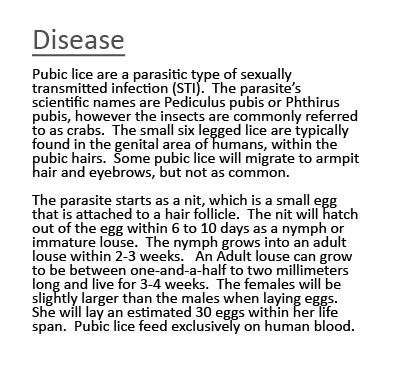 Disease
Pubic lice are a parasitic type of sexually
transmitted infection (STI).  The parasite's
scientific names are Pediculus pubis or Phthirus
pubis, however the insects are commonly referred
to as crabs.  The small six legged lice are typically
found in the genital area of humans, within the
pubic hairs.  Some pubic lice will migrate to armpit
hair and eyebrows, but not as common.
The parasite starts as a nit, which is a small egg
that is attached to a hair follicle.  The nit will hatch
out of the egg within 6 to 10 days as a nymph or
immature louse.  The nymph grows into an adult
louse within 2-3 weeks.   An Adult louse can grow
to be between one-and-a-half to two millimeters
long and live for 3-4 weeks.  The females will be
slightly larger than the males when laying eggs.
She will lay an estimated 30 eggs within her life
span.  Pubic lice feed exclusively on human blood.